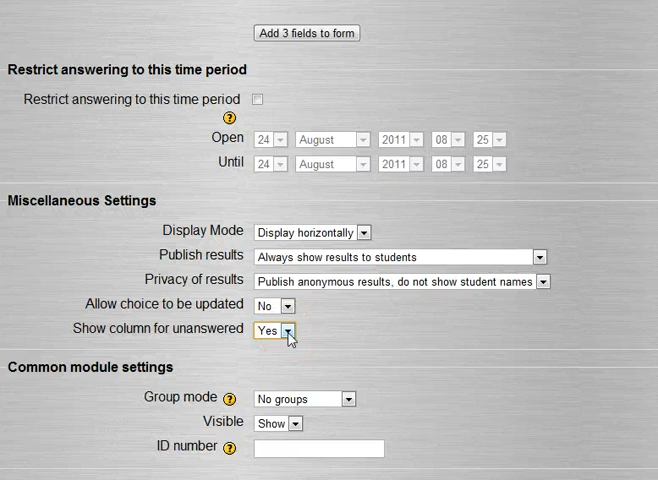 Add 3 fields to form
Restrict answering to this time period
Restrict answering to this time period
?
Open 24 August 2011 08 25
Until 24 August 2011 08 25
Miscellaneous Settings
Display Mode Display horizontally
Publish results Always show results to students
Privacy of results Publish anonymous results, do not show student names
Allow choice to be updated No
Show column for unanswered Yes
Common module settings
Group mode ? No groups
Visible Show
ID number ?